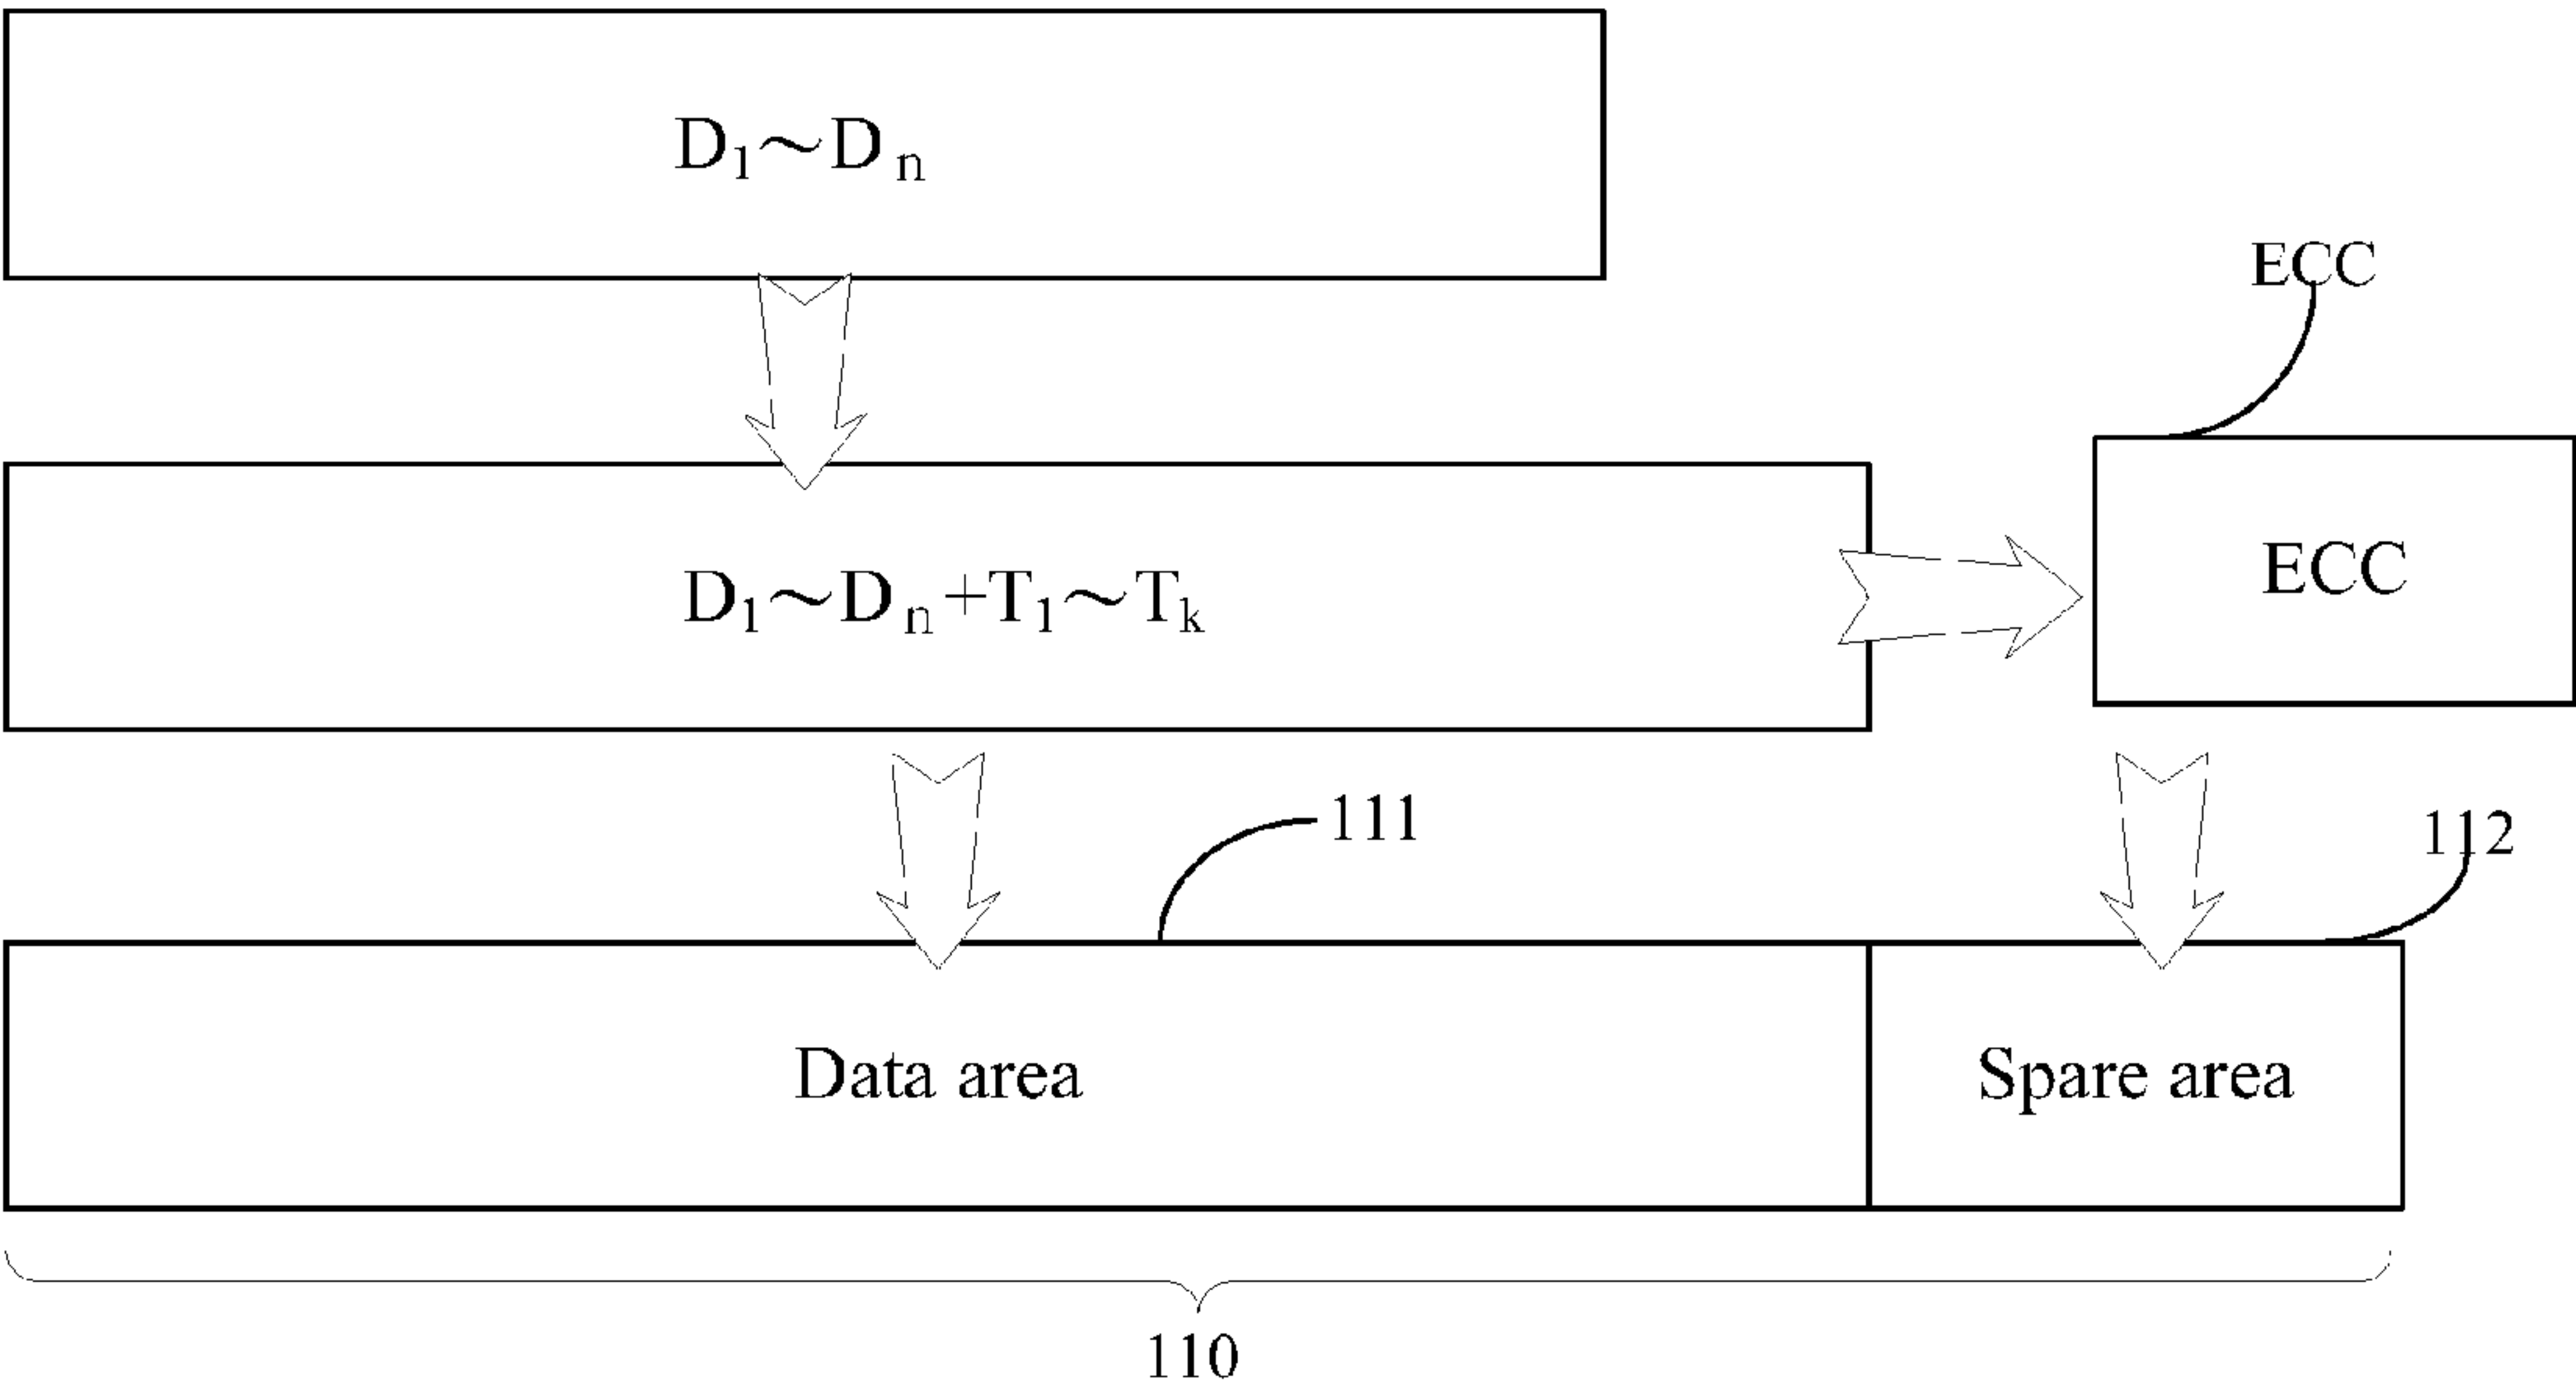 D₁~Dₙ
ECC
D₁~Dₙ+T₁~Tₖ
ECC
111
112
Data area
Spare area
110